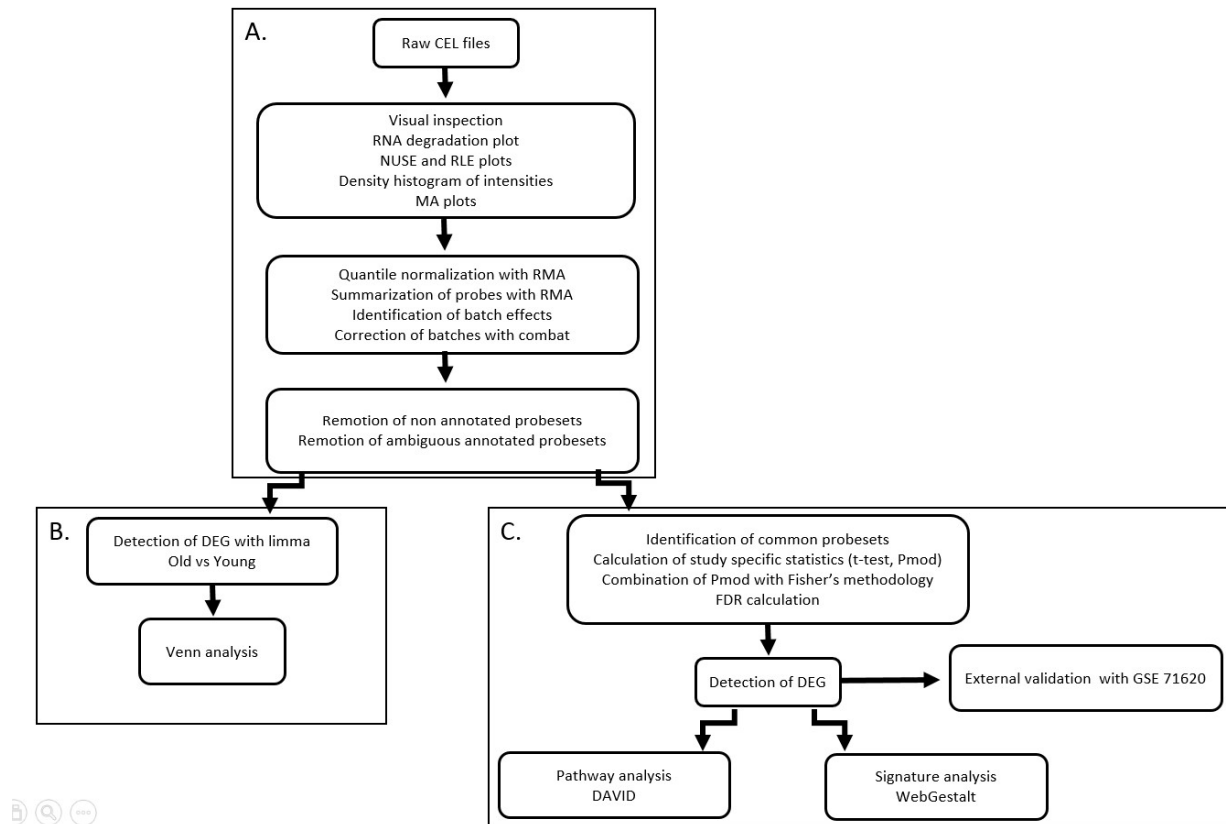 A.
Raw CEL files
Visual inspection
RNA degradation plot
NUSE and RLE plots
Density histogram of intensities
MA plots
Quantile normalization with RMA
Summarization of probes with RMA
Identification of batch effects
Correction of batches with combat
Remotion of non annotated probesets
Remotion of ambiguous annotated probesets
B.
Detection of DEG with limma
Old vs Young
Venn analysis
C.
Identification of common probesets
Calculation of study specific statistics (t-test, Pmod)
Combination of Pmod with Fisher’s methodology
FDR calculation
Detection of DEG
External validation with GSE 71620
Pathway analysis
DAVID
Signature analysis
WebGestalt